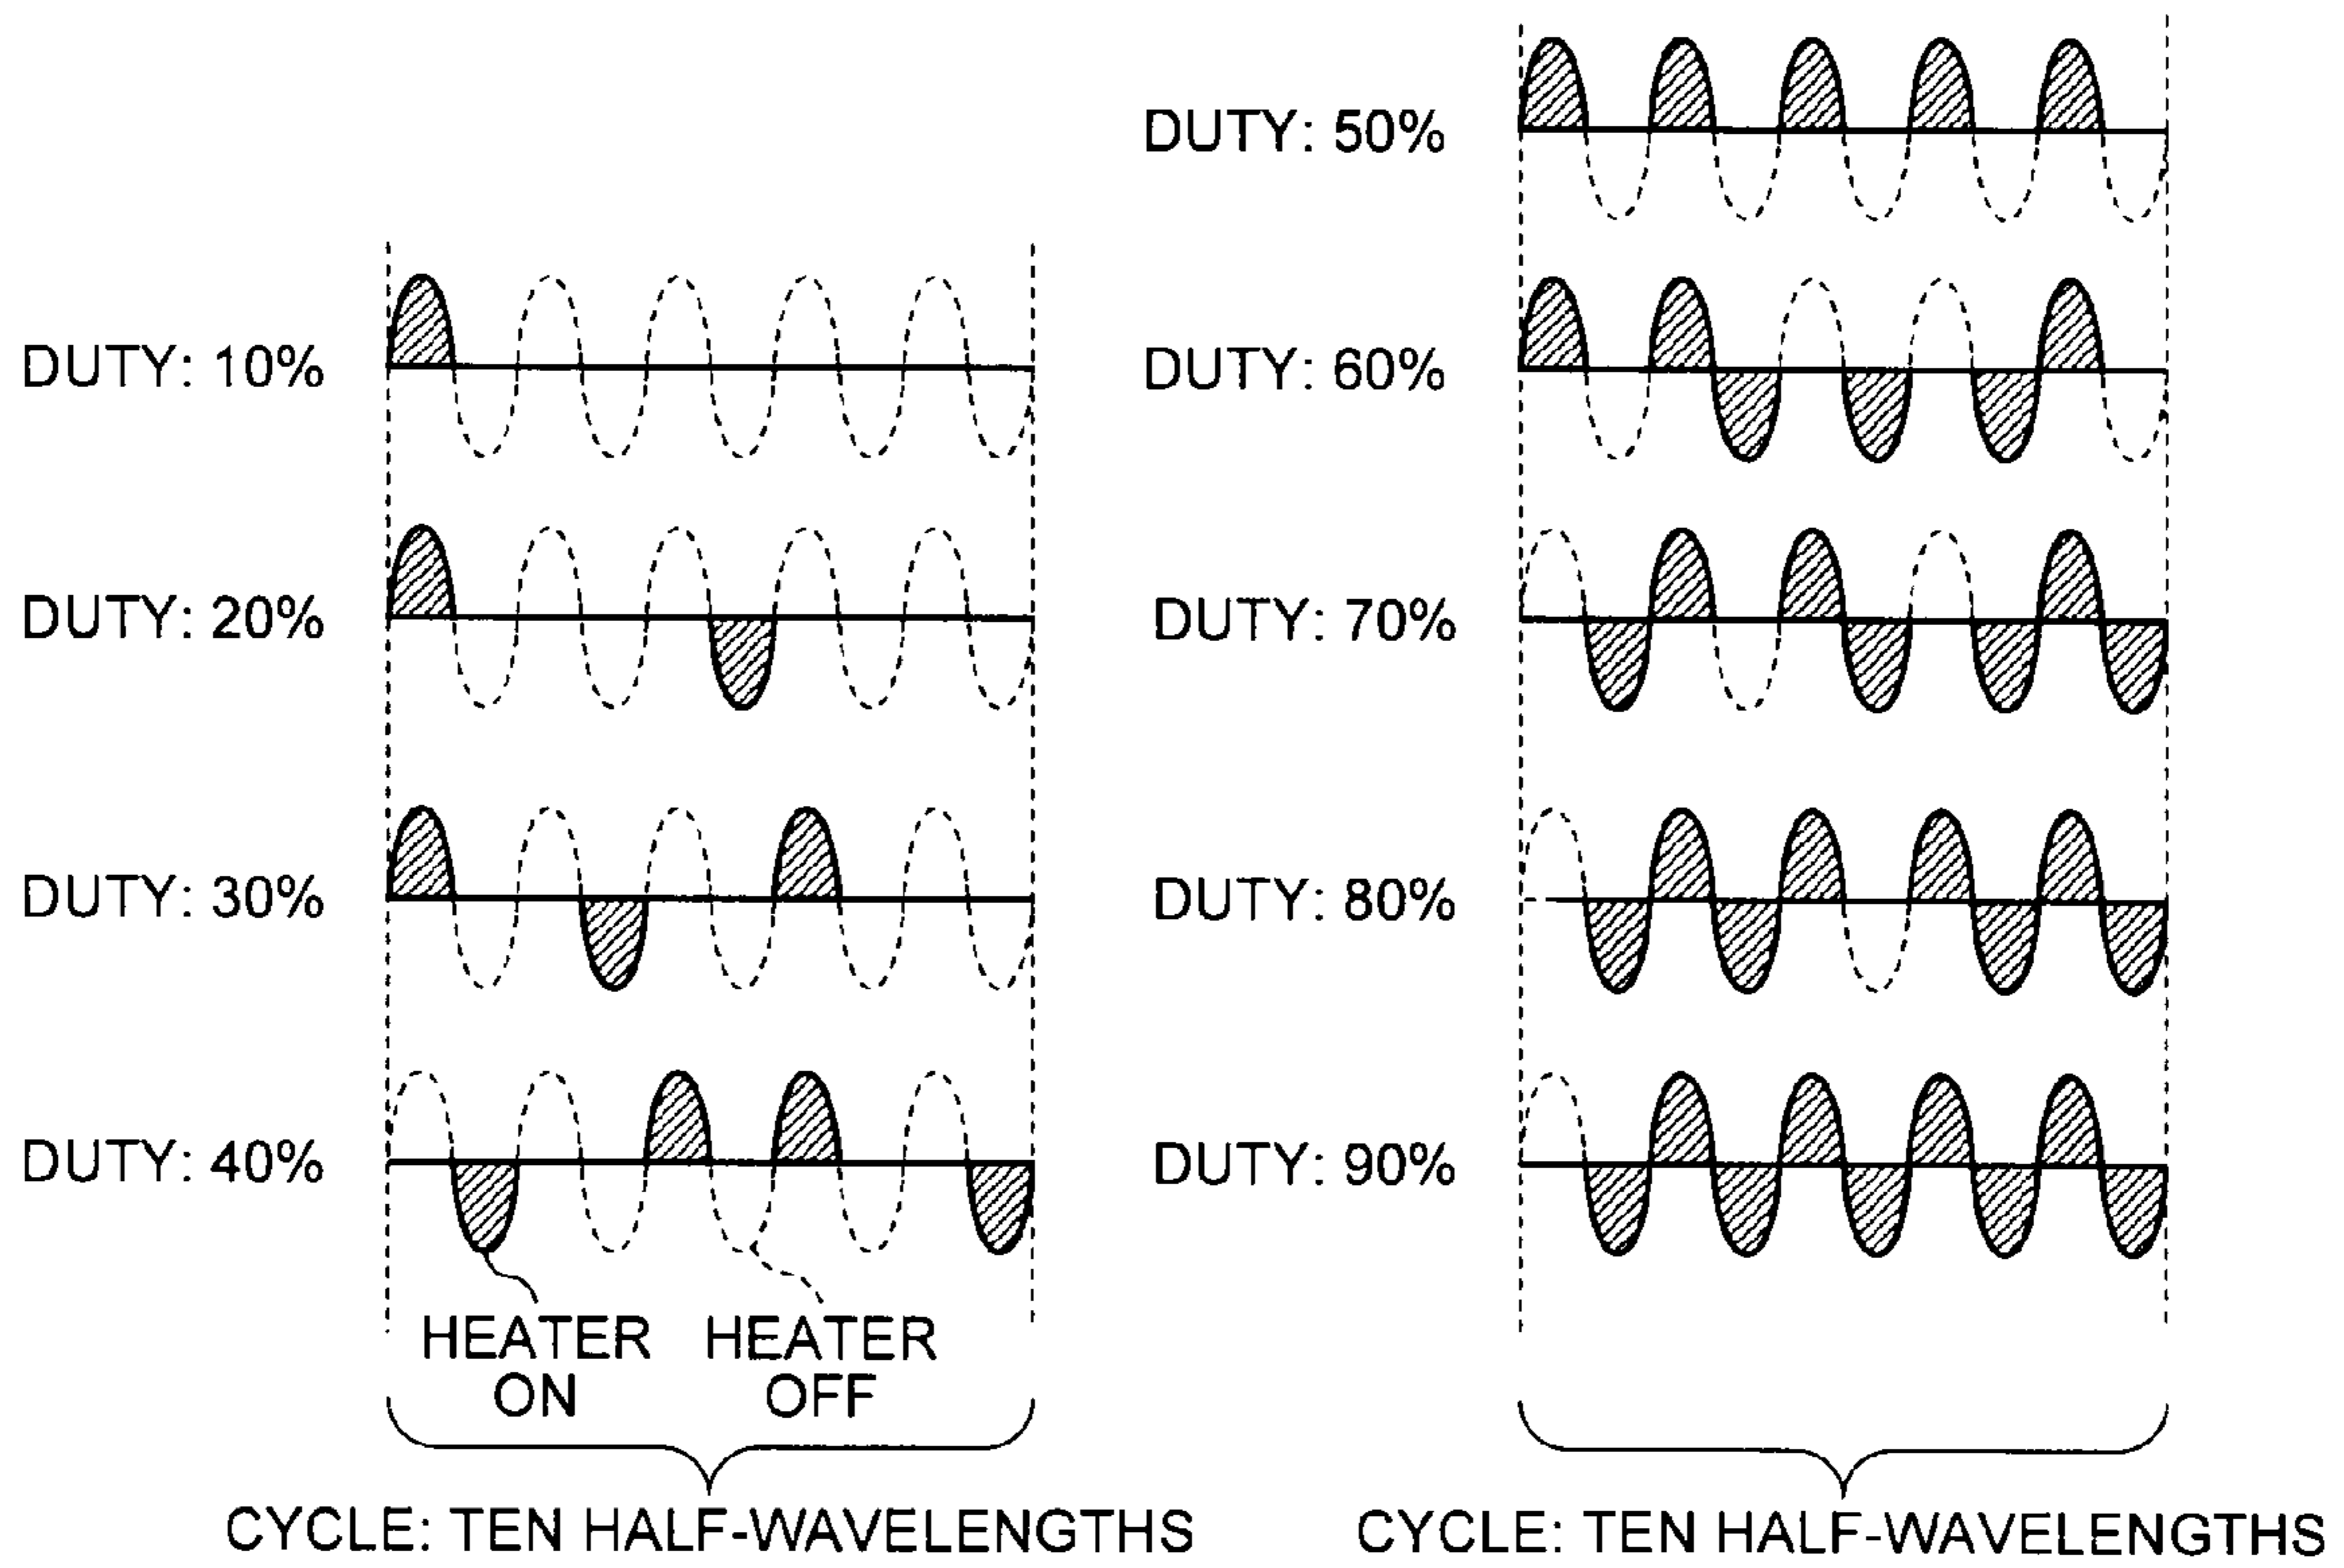 DUTY: 10%
DUTY: 20%
DUTY: 30%
DUTY: 40%
HEATER
ON
HEATER
OFF
CYCLE: TEN HALF-WAVELENGTHS
DUTY: 50%
DUTY: 60%
DUTY: 70%
DUTY: 80%
DUTY: 90%
CYCLE: TEN HALF-WAVELENGTHS